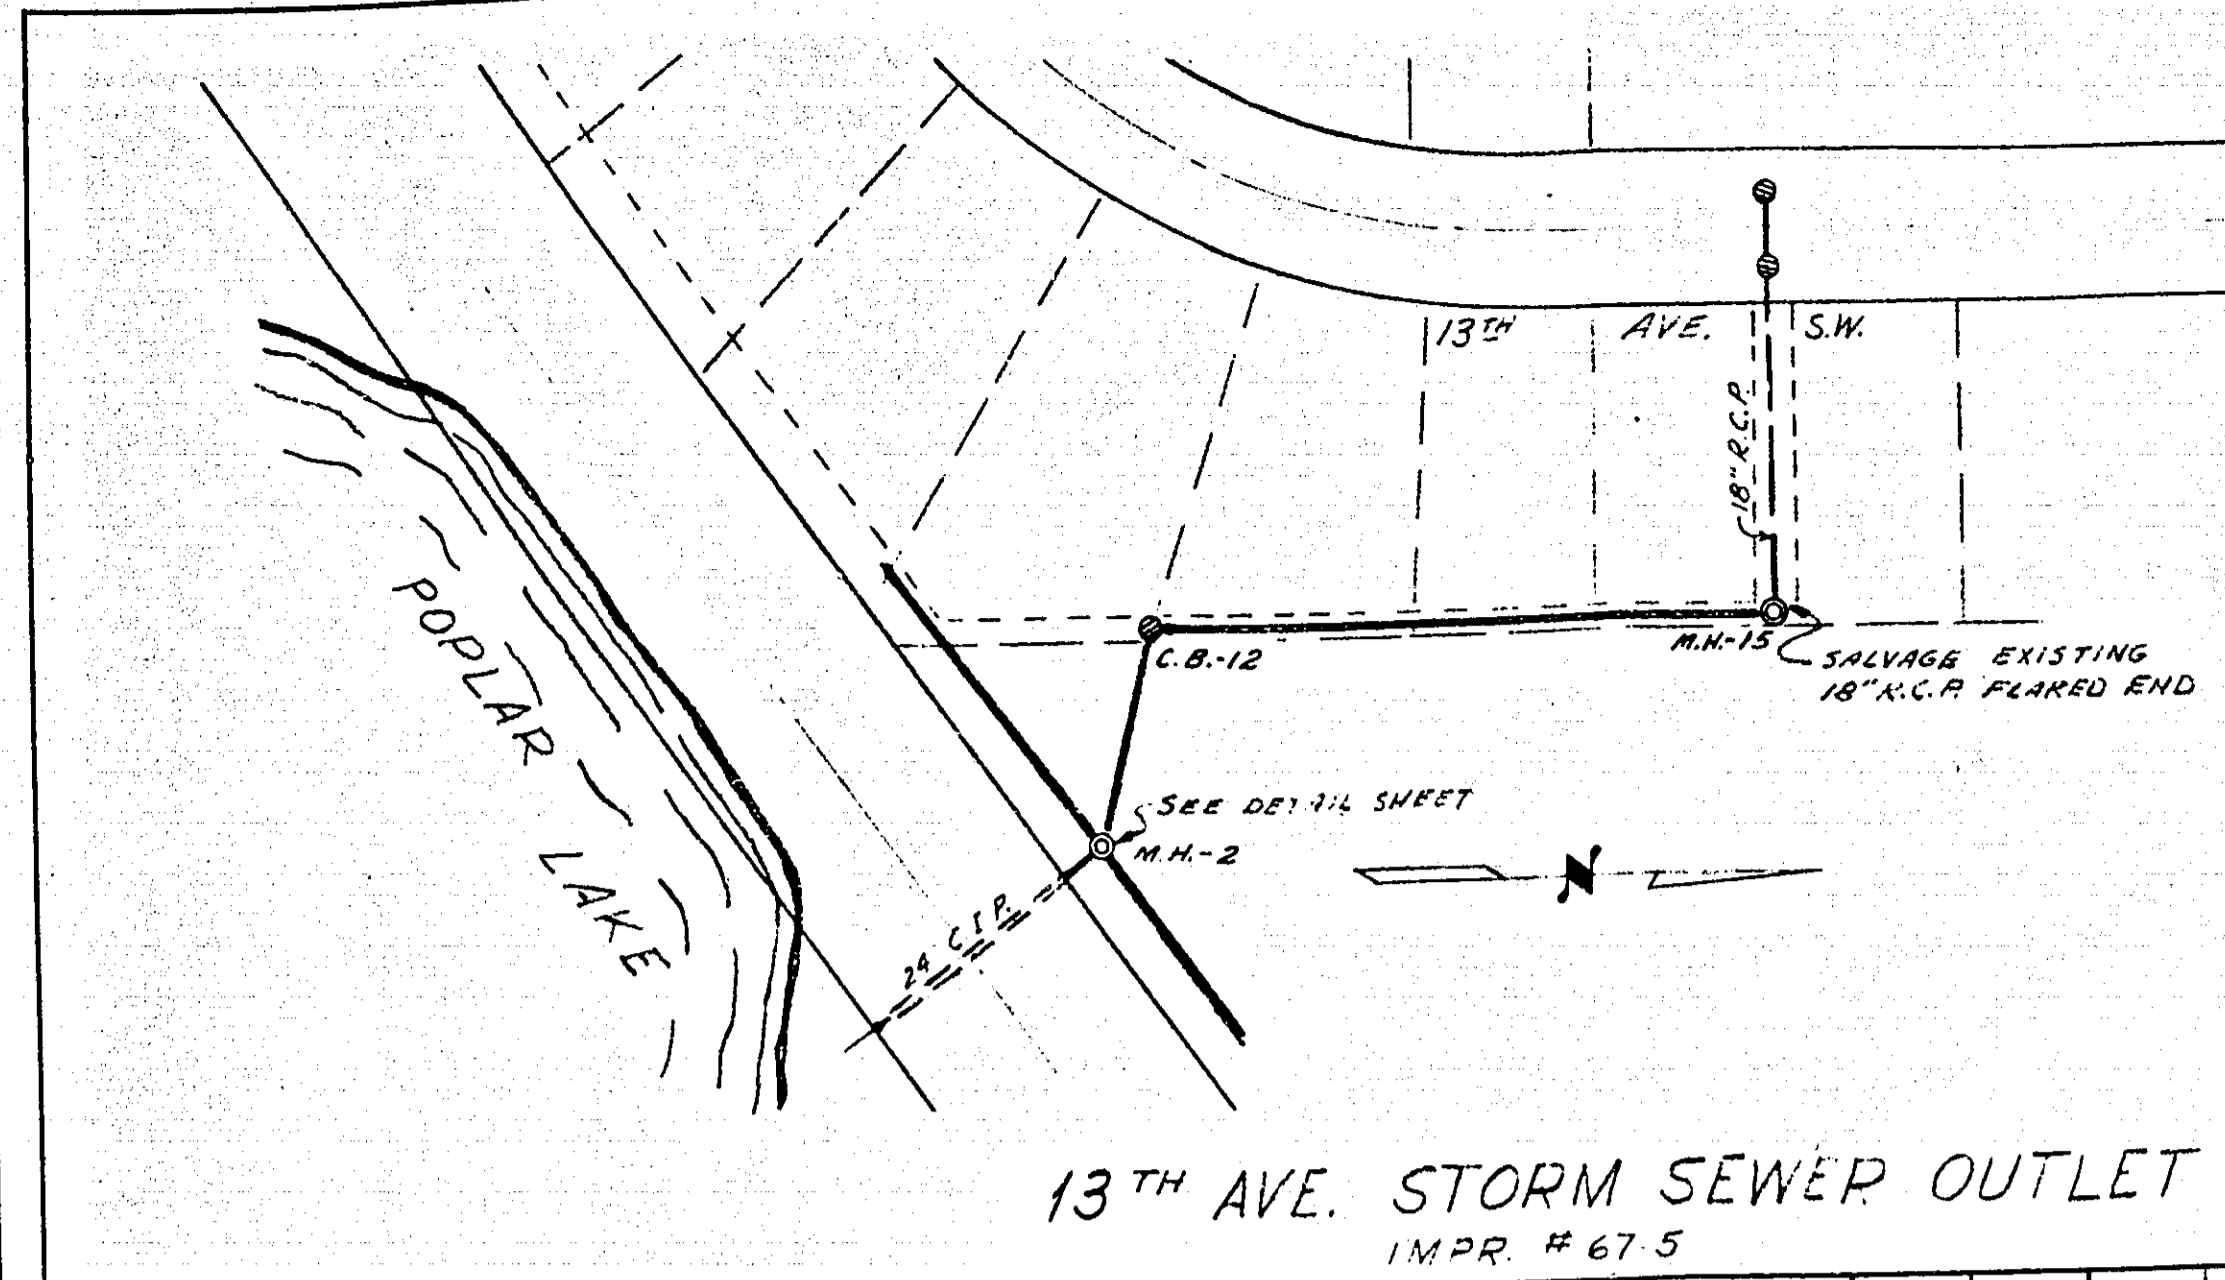 13TH AVE. S.W.
18" R.C.P.
C.B.-12
M.H.-15
SALVAGE EXISTING
18" R.C.P. FLARED END
POPLAR LAKE
SEE DETAIL SHEET
M.H.-2
N
24 C I P.
13TH AVE. STORM SEWER OUTLET
IMPR. # 67-5